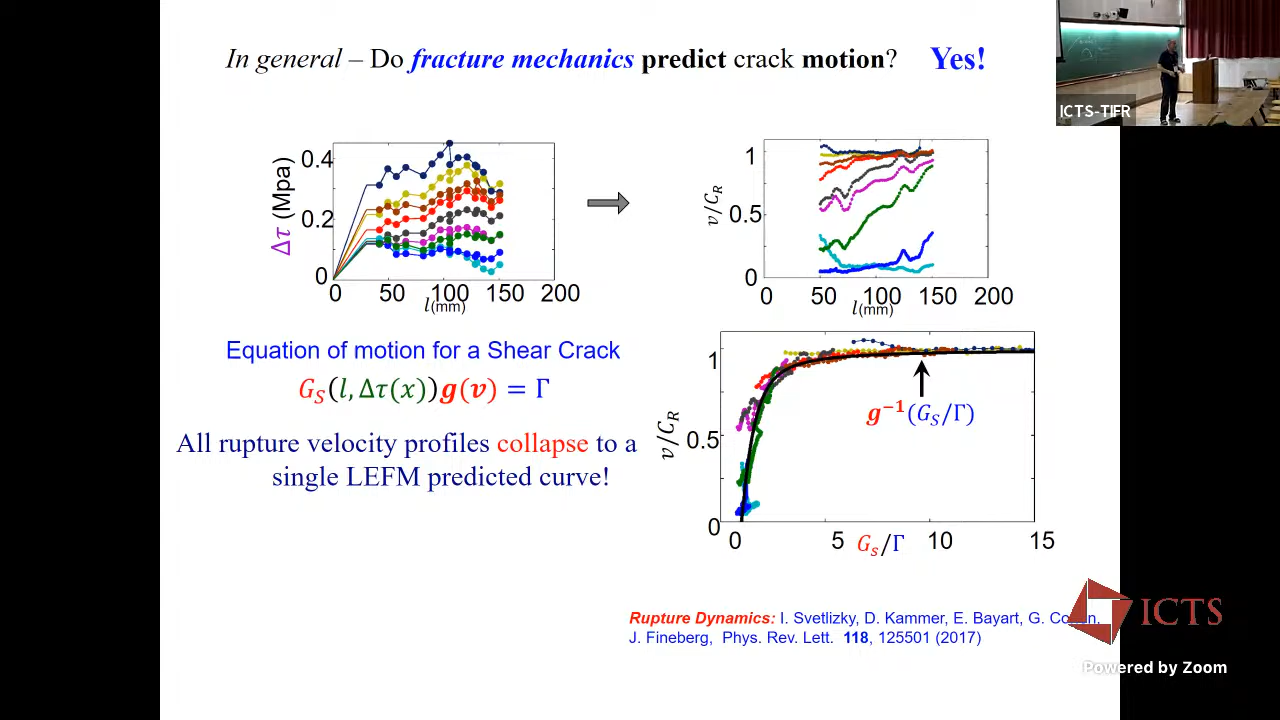 In general – Do fracture mechanics predict crack motion? Yes!
ICTS-TIFR
Δτ (Mpa)
0.4
0.2
0
0 50 100 150 200
l(mm)
v/C_R
1
0.5
0
0 50 100 150 200
l(mm)
Equation of motion for a Shear Crack
G_S(l, Δτ(x))g(v) = Γ
All rupture velocity profiles collapse to a
single LEFM predicted curve!
v/C_R
1
0.5
0
g⁻¹(G_S/Γ)
0 5 10 15
G_s/Γ
Rupture Dynamics: I. Svetlizky, D. Kammer, E. Bayart, G. Co
J. Fineberg, Phys. Rev. Lett. 118, 125501 (2017)
ICTS
Powered by Zoom